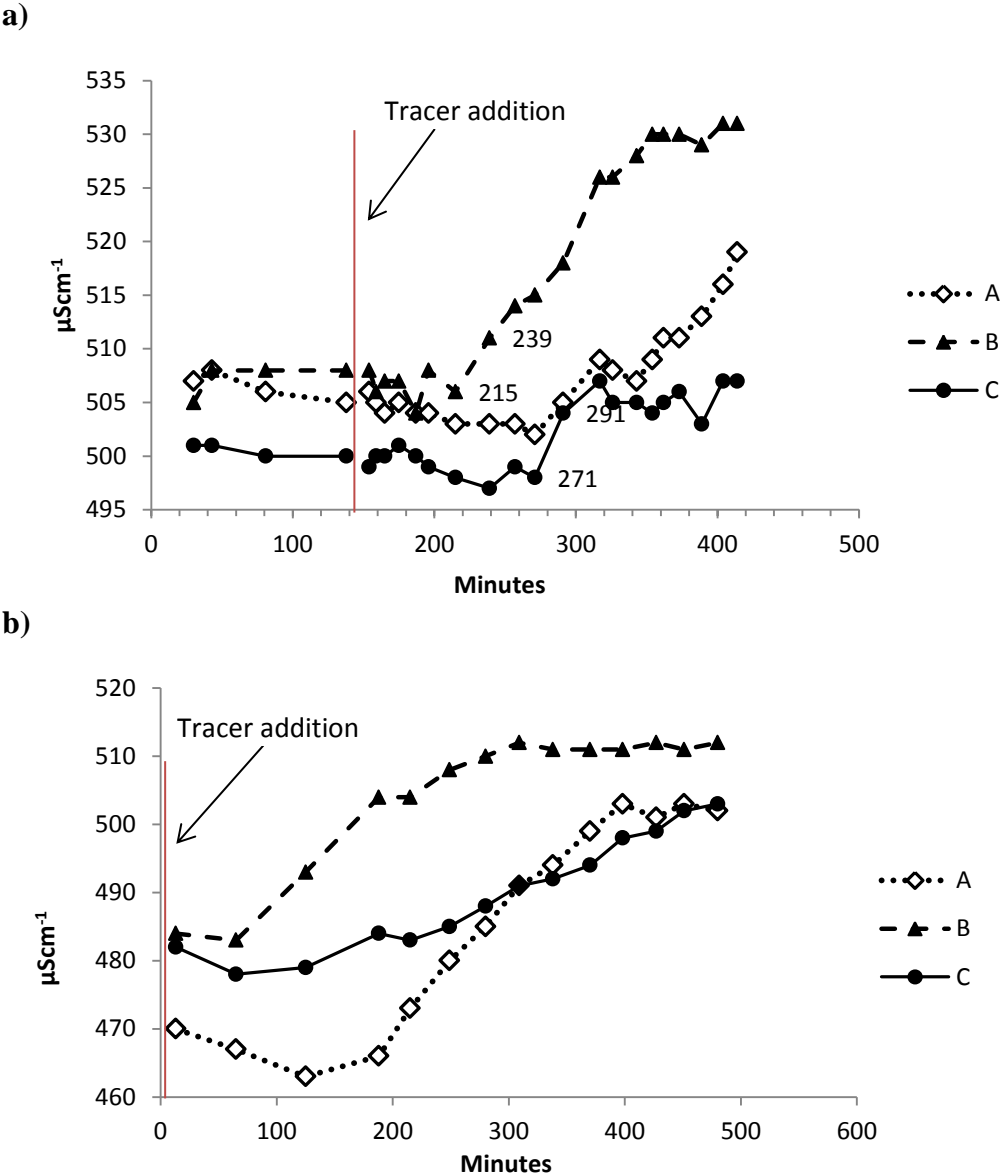 a)
535
530
525
520
515
510
505
500
495
µScm-1
Tracer addition
239
215
291
271
0 100 200 300 400 500
Minutes
A
B
C
b)
520
510
500
490
480
470
460
µScm-1
Tracer addition
0 100 200 300 400 500 600
Minutes
A
B
C